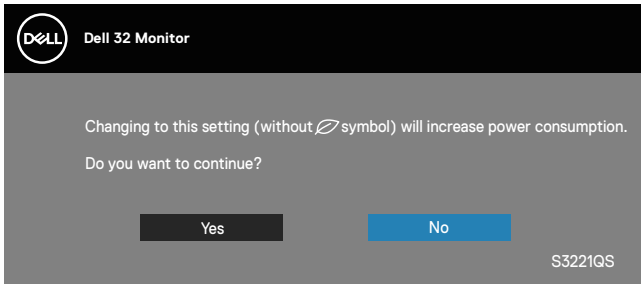 DELL
Dell 32 Monitor
Changing to this setting (without symbol) will increase power consumption.
Do you want to continue?
Yes
No
S3221QS